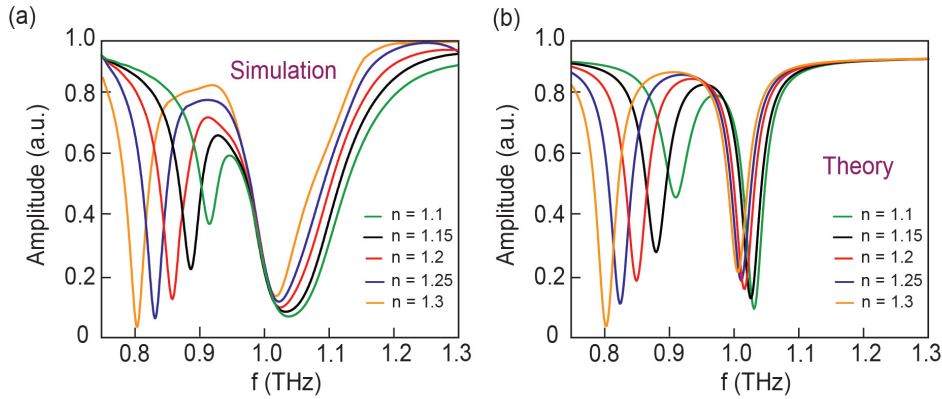 (a)
(b)
1.0
0.8
0.6
0.4
0.2
0
Amplitude (a.u.)
Simulation
n = 1.1
n = 1.15
n = 1.2
n = 1.25
n = 1.3
0.8 0.9 1.0 1.1 1.2 1.3
f (THz)
1.0
0.8
0.6
0.4
0.2
0
Amplitude (a.u.)
Theory
n = 1.1
n = 1.15
n = 1.2
n = 1.25
n = 1.3
0.8 0.9 1.0 1.1 1.2 1.3
f (THz)